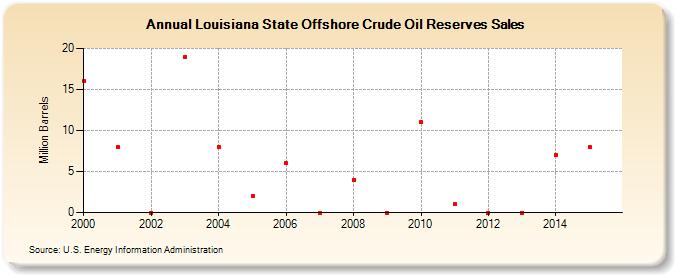 Annual Louisiana State Offshore Crude Oil Reserves Sales
Million Barrels
20
15
10
5
0
2000 2002 2004 2006 2008 2010 2012 2014
Source: U.S. Energy Information Administration